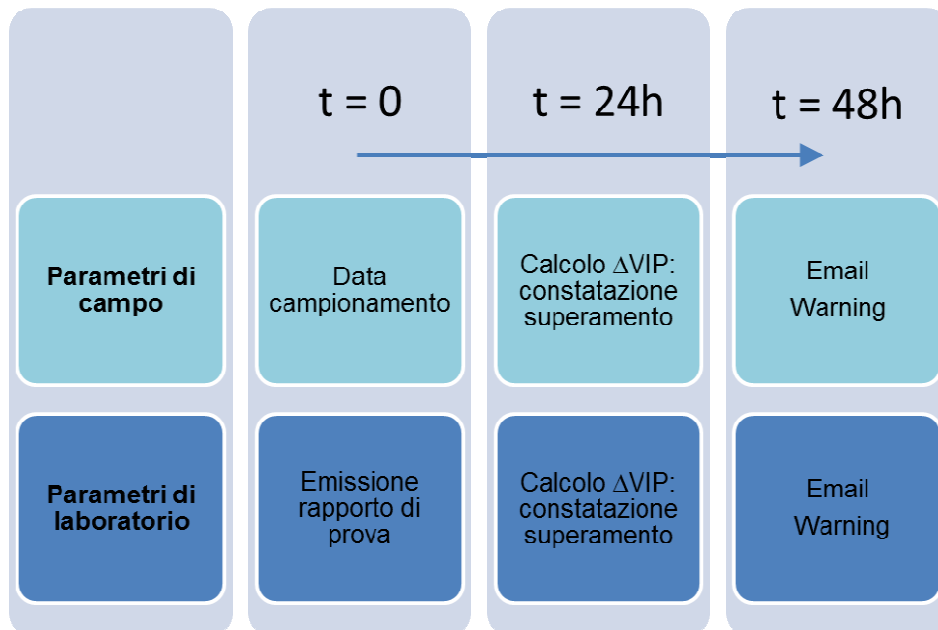 t = 0
t = 24h
t = 48h
Parametri di
campo
Data
campionamento
Calcolo ∆VIP:
constatazione
superamento
Email
Warning
Parametri di
laboratorio
Emissione
rapporto di
prova
Calcolo ∆VIP:
constatazione
superamento
Email
Warning